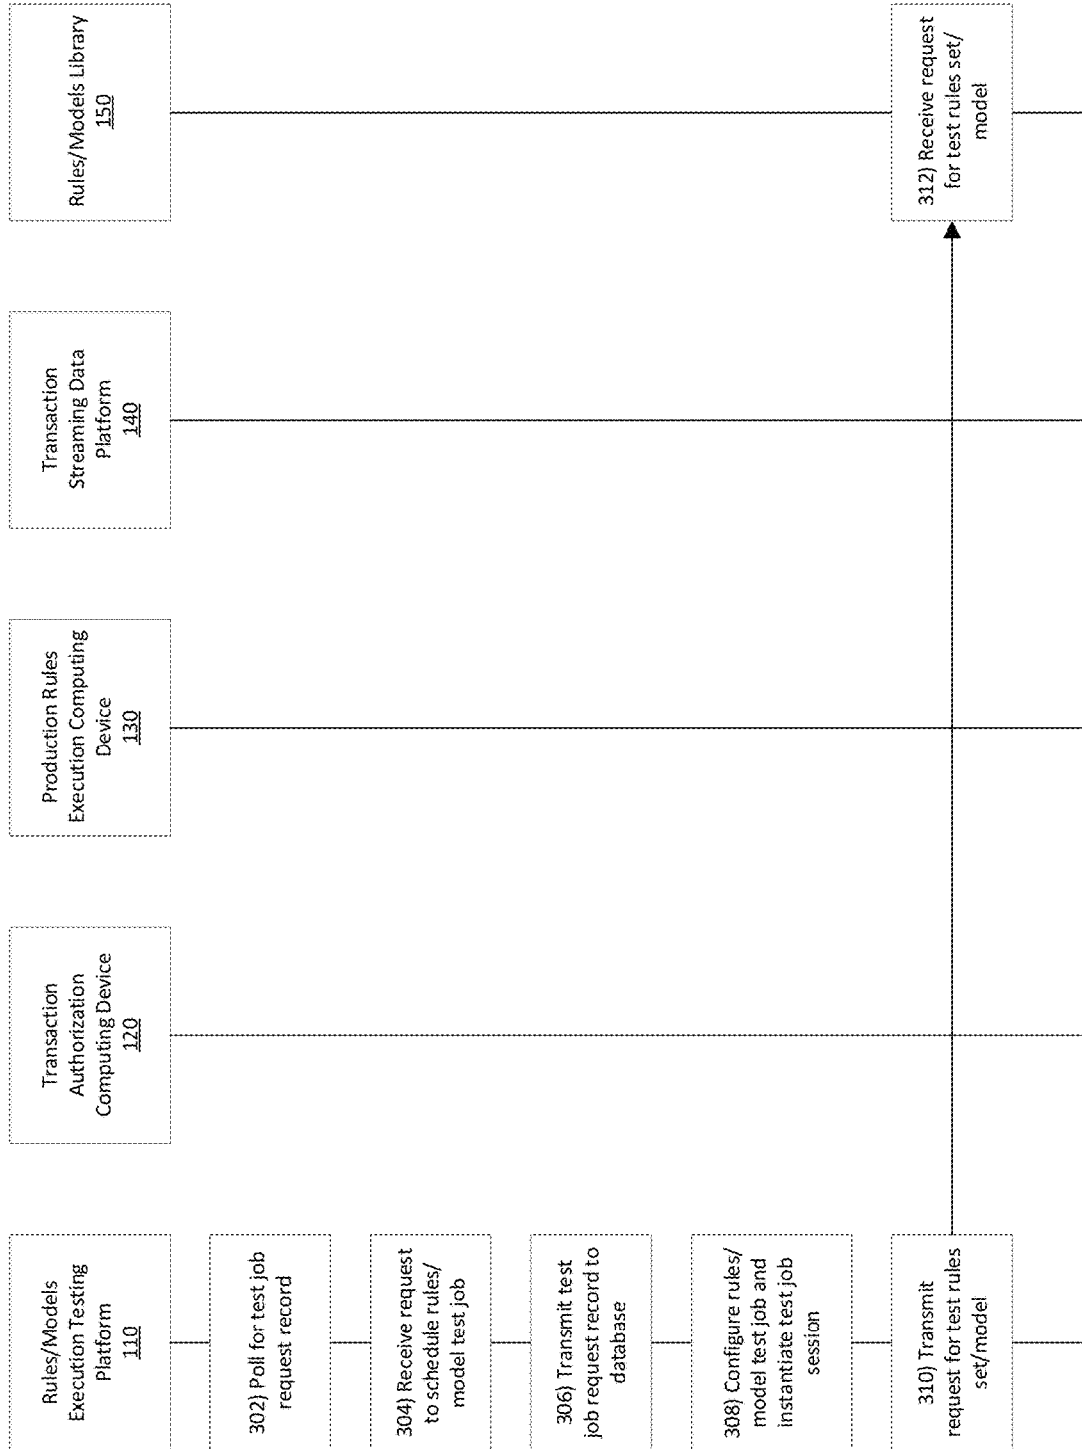 Rules/Models
Execution Testing
Platform
110
Transaction
Authorization
Computing Device
120
Production Rules
Execution Computing
Device
130
Transaction
Streaming Data
Platform
140
Rules/Models Library
150
302) Poll for test job
request record
304) Receive request
to schedule rules/
model test job
306) Transmit test
job request record to
database
308) Configure rules/
model test job and
instantiate test job
session
310) Transmit
request for test rules
set/model
312) Receive request
for test rules set/
model